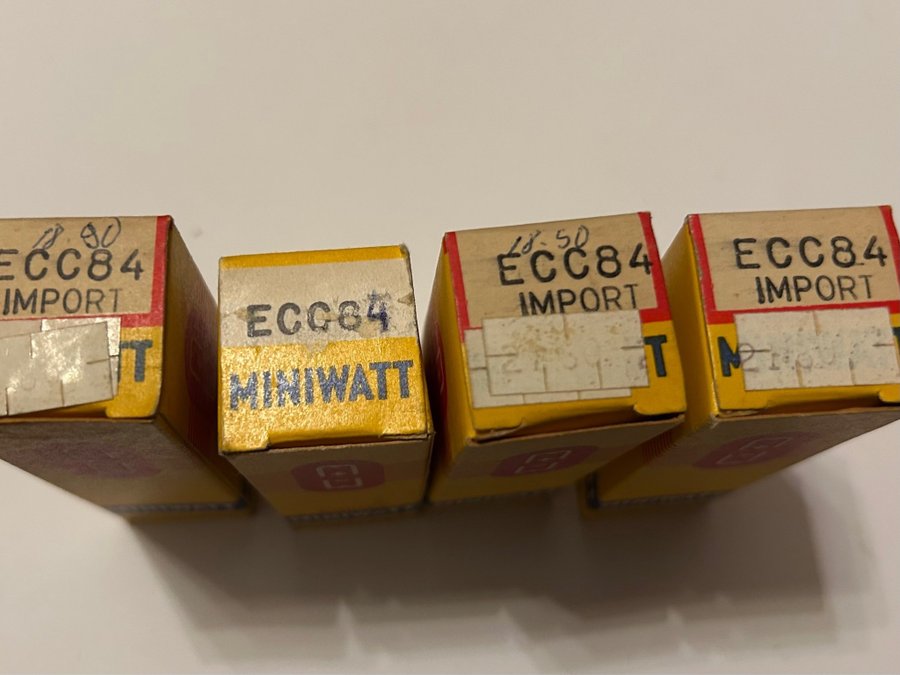 18.90
ECC84
IMPORT
T
ECC84
MINIWATT
18.50
ECC84
IMPORT
T
ECC84
IMPORT
M